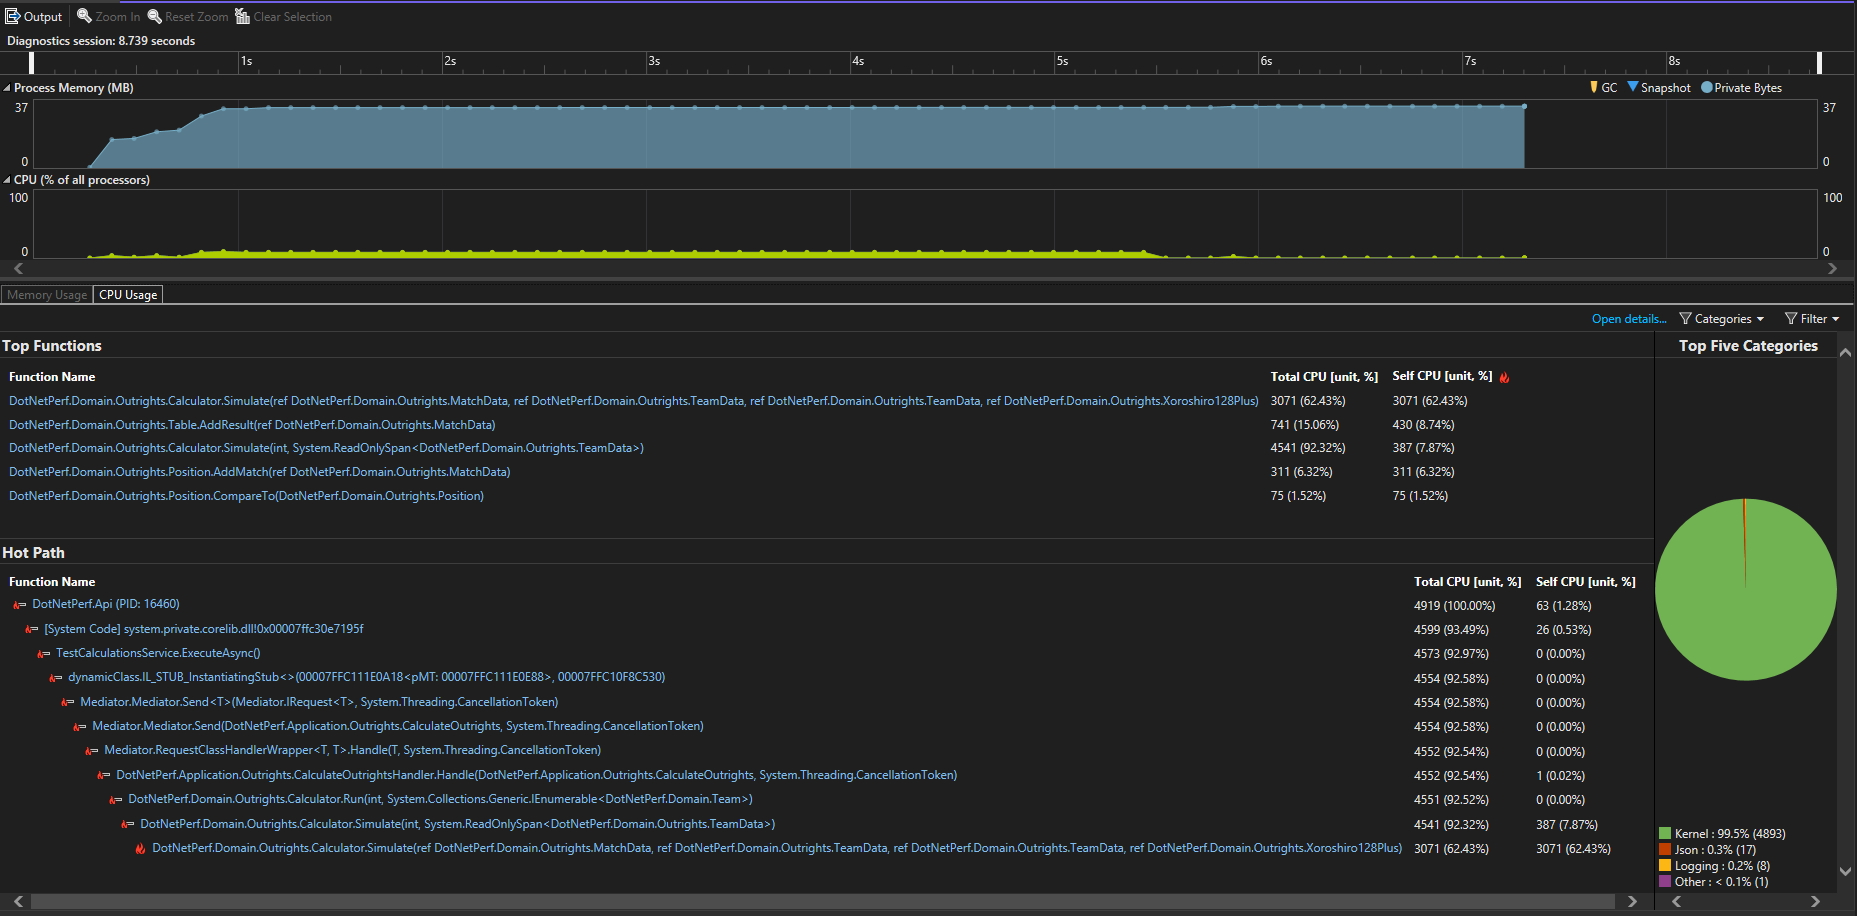 Output Zoom In Reset Zoom Clear Selection
Diagnostics session: 8.739 seconds
1s 2s 3s 4s 5s 6s 7s 8s
Process Memory (MB) GC Snapshot Private Bytes
37 37
0 0
CPU (% of all processors)
100 100
0 0
Memory Usage CPU Usage
Open details... Categories Filter
Top Functions
Function Name Total CPU [unit, %] Self CPU [unit, %]
DotNetPerf.Domain.Outrights.Calculator.Simulate(ref DotNetPerf.Domain.Outrights.MatchData, ref DotNetPerf.Domain.Outrights.TeamData, ref DotNetPerf.Domain.Outrights.TeamData, ref DotNetPerf.Domain.Outrights.Xoroshiro128Plus) 3071 (62.43%) 3071 (62.43%)
DotNetPerf.Domain.Outrights.Table.AddResult(ref DotNetPerf.Domain.Outrights.MatchData) 741 (15.06%) 430 (8.74%)
DotNetPerf.Domain.Outrights.Calculator.Simulate(int, System.ReadOnlySpan<DotNetPerf.Domain.Outrights.TeamData>) 4541 (92.32%) 387 (7.87%)
DotNetPerf.Domain.Outrights.Position.AddMatch(ref DotNetPerf.Domain.Outrights.MatchData) 311 (6.32%) 311 (6.32%)
DotNetPerf.Domain.Outrights.Position.CompareTo(DotNetPerf.Domain.Outrights.Position) 75 (1.52%) 75 (1.52%)
Hot Path
Function Name Total CPU [unit, %] Self CPU [unit, %]
DotNetPerf.Api (PID: 16460) 4919 (100.00%) 63 (1.28%)
[System Code] system.private.corelib.dll!0x00007ffc30e7195f 4599 (93.49%) 26 (0.53%)
TestCalculationsService.ExecuteAsync() 4573 (92.97%) 0 (0.00%)
dynamicClass.IL_STUB_InstantiatingStub<>(00007FFC111E0A18<pMT: 00007FFC111E0E88>, 00007FFC10F8C530) 4554 (92.58%) 0 (0.00%)
Mediator.Mediator.Send<T>(Mediator.IRequest<T>, System.Threading.CancellationToken) 4554 (92.58%) 0 (0.00%)
Mediator.Mediator.Send(DotNetPerf.Application.Outrights.CalculateOutrights, System.Threading.CancellationToken) 4554 (92.58%) 0 (0.00%)
Mediator.RequestClassHandlerWrapper<T, T>.Handle(T, System.Threading.CancellationToken) 4552 (92.54%) 0 (0.00%)
DotNetPerf.Application.Outrights.CalculateOutrightsHandler.Handle(DotNetPerf.Application.Outrights.CalculateOutrights, System.Threading.CancellationToken) 4552 (92.54%) 1 (0.02%)
DotNetPerf.Domain.Outrights.Calculator.Run(int, System.Collections.Generic.IEnumerable<DotNetPerf.Domain.Team>) 4551 (92.52%) 0 (0.00%)
DotNetPerf.Domain.Outrights.Calculator.Simulate(int, System.ReadOnlySpan<DotNetPerf.Domain.Outrights.TeamData>) 4541 (92.32%) 387 (7.87%)
DotNetPerf.Domain.Outrights.Calculator.Simulate(ref DotNetPerf.Domain.Outrights.MatchData, ref DotNetPerf.Domain.Outrights.TeamData, ref DotNetPerf.Domain.Outrights.TeamData, ref DotNetPerf.Domain.Outrights.Xoroshiro128Plus) 3071 (62.43%) 3071 (62.43%)
Top Five Categories
Kernel : 99.5% (4893)
Json : 0.3% (17)
Logging : 0.2% (8)
Other : < 0.1% (1)